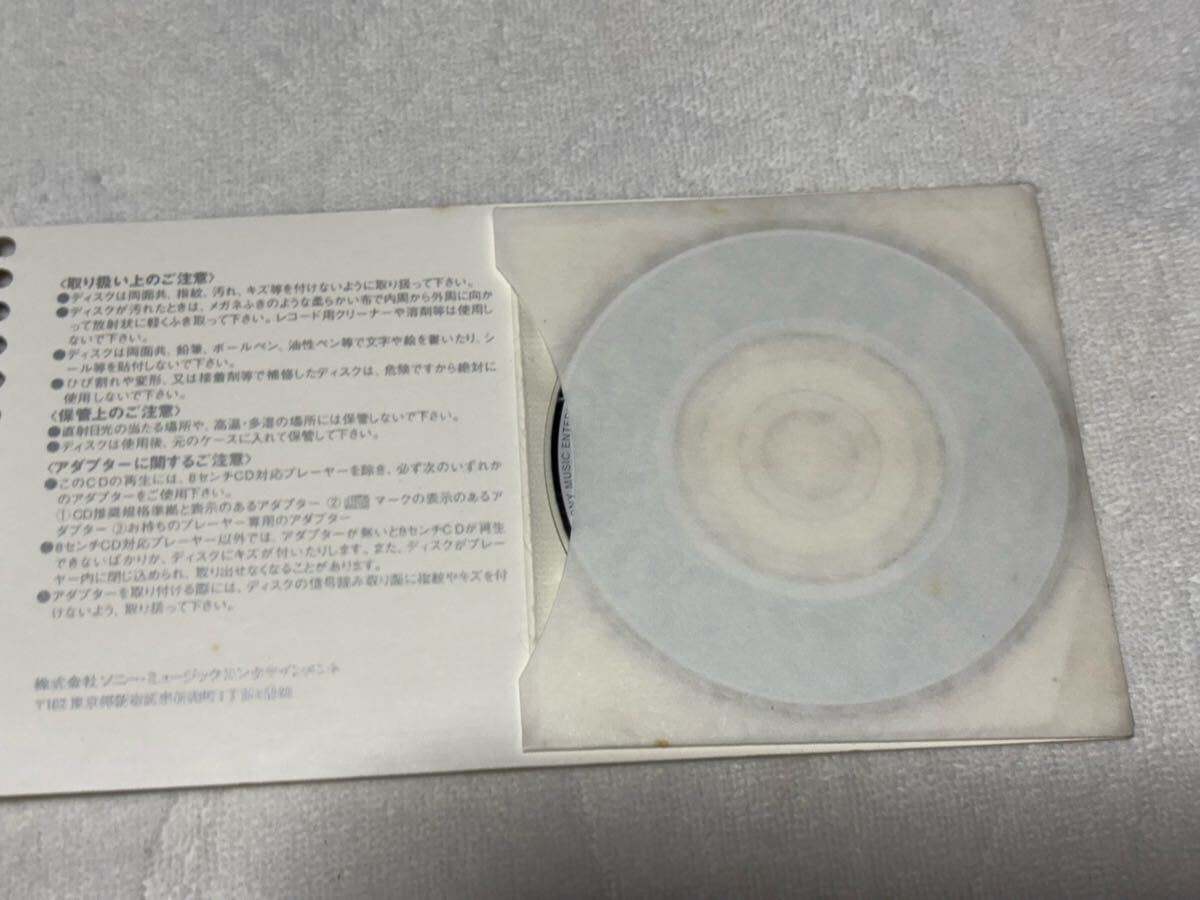 〈取り扱い上のご注意〉
●ディスクは両面共、指紋、汚れ、キズ等を付けないように取り扱って下さい。
●ディスクが汚れたときは、メガネふきのような柔らかい布で内周から外周に向か
って放射状に軽くふき取って下さい。レコード用クリーナーや溶剤等は使用し
ないで下さい。
●ディスクは両面共、鉛筆、ボールペン、油性ペン等で文字や絵を書いたり、シ
ール等を貼付しないで下さい。
●ひび割れや変形、又は接着剤等で補修したディスクは、危険ですから絶対に
使用しないで下さい。
〈保管上のご注意〉
●直射日光の当たる場所や、高温・多湿の場所には保管しないで下さい。
●ディスクは使用後、元のケースに入れて保管して下さい。
〈アダプターに関するご注意〉
●このCDの再生には、8センチCD対応プレーヤーを除き、必ず次のいずれか
のアダプターをご使用下さい。
①CD推奨規格準拠と表示のあるアダプター ② マークの表示のあるア
ダプター ③お持ちのプレーヤー専用のアダプター
●8センチCD対応プレーヤー以外では、アダプターが無いと8センチCDが再生
できないばかりか、ディスクにキズが付いたりします。また、ディスクがプレー
ヤー内に閉じ込められ、取り出せなくなることがあります。
●アダプターを取り付ける際には、ディスクの信号読み取り面に指紋やキズを付
けないよう、取り扱って下さい。
株式会社ソニー・ミュージックエンタテインメント
〒162 東京都新宿区市谷
ONY MUSIC ENTER